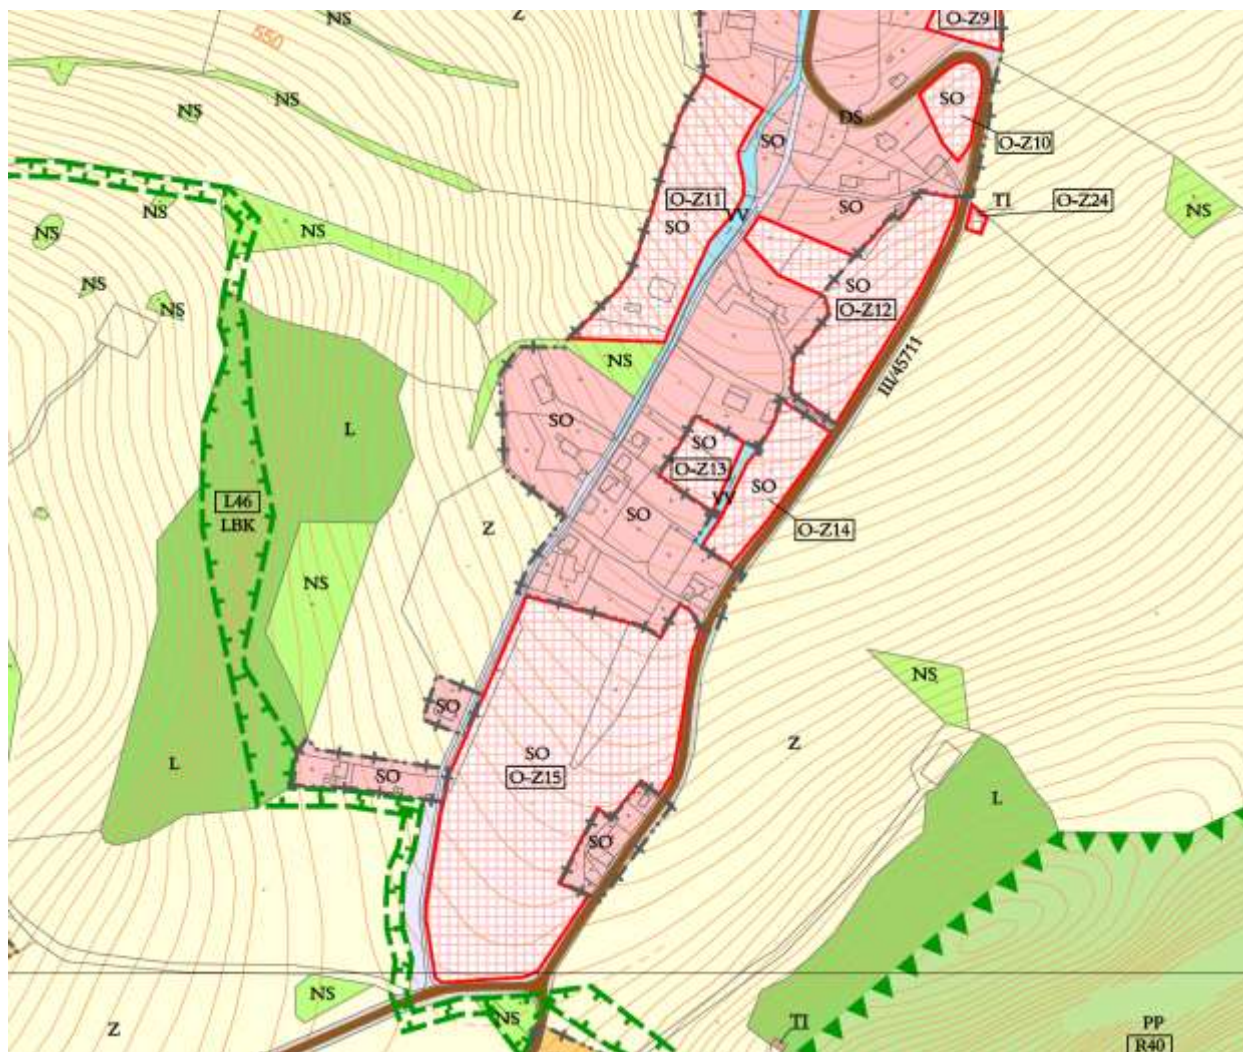 NS
Z
O-Z9
550
NS
NS
SO
DS
SO
O-Z10
NS
O-Z11
VV
SO
SO
TI
O-Z24
NS
NS
NS
NS
NS
SO
O-Z12
NS
III/45711
NS
SO
L
SO
O-Z13
SO
VV
L46
LBK
SO
Z
O-Z14
NS
NS
SO
Z
SO
O-Z15
L
SO
L
SO
NS
NS
Z
TI
PP
R40